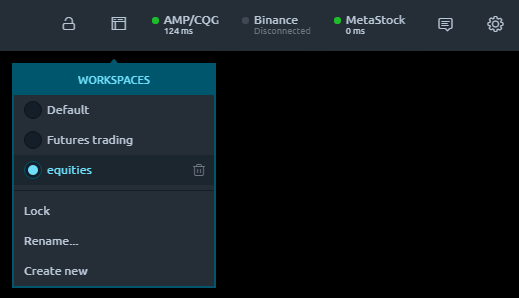 AMP/CQG
124 ms
Binance
Disconnected
MetaStock
0 ms
WORKSPACES
Default
Futures trading
equities
Lock
Rename...
Create new